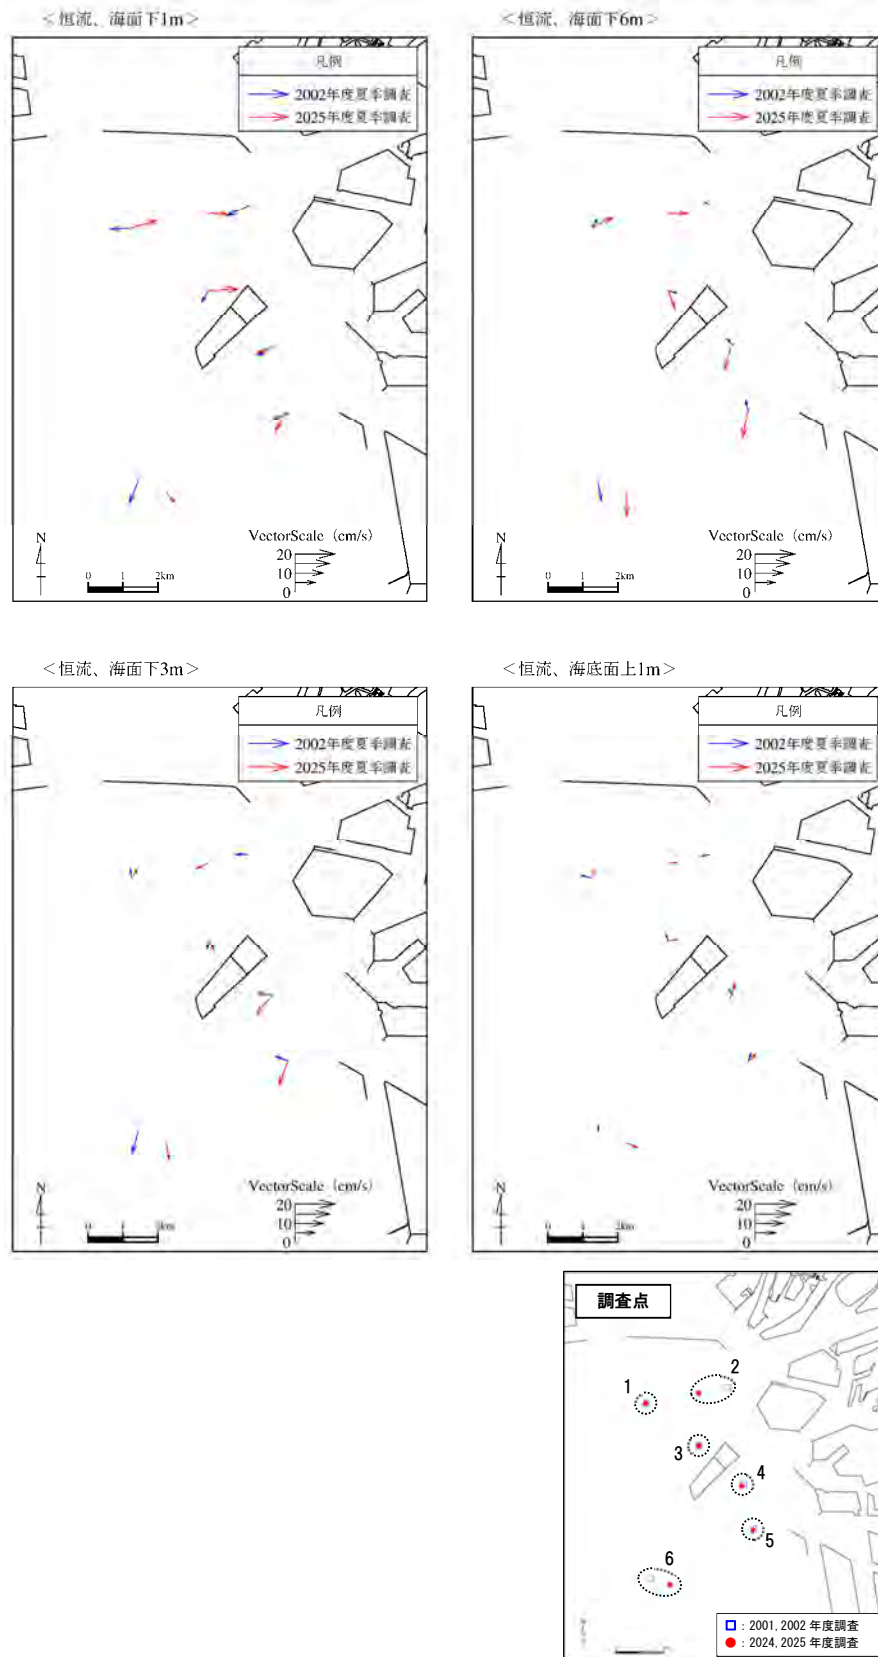 ＜恒流、海面下1m＞
凡例
2002年度夏季調査
2025年度夏季調査
N
0 1 2km
VectorScale (cm/s)
20
10
0
＜恒流、海面下6m＞
凡例
2002年度夏季調査
2025年度夏季調査
N
0 1 2km
VectorScale (cm/s)
20
10
0
＜恒流、海面下3m＞
凡例
2002年度夏季調査
2025年度夏季調査
N
0 1 2km
VectorScale (cm/s)
20
10
0
＜恒流、海底面上1m＞
凡例
2002年度夏季調査
2025年度夏季調査
N
0 1 2km
VectorScale (cm/s)
20
10
0
調査点
1
2
3
4
5
6
：2001, 2002 年度調査
：2024, 2025 年度調査